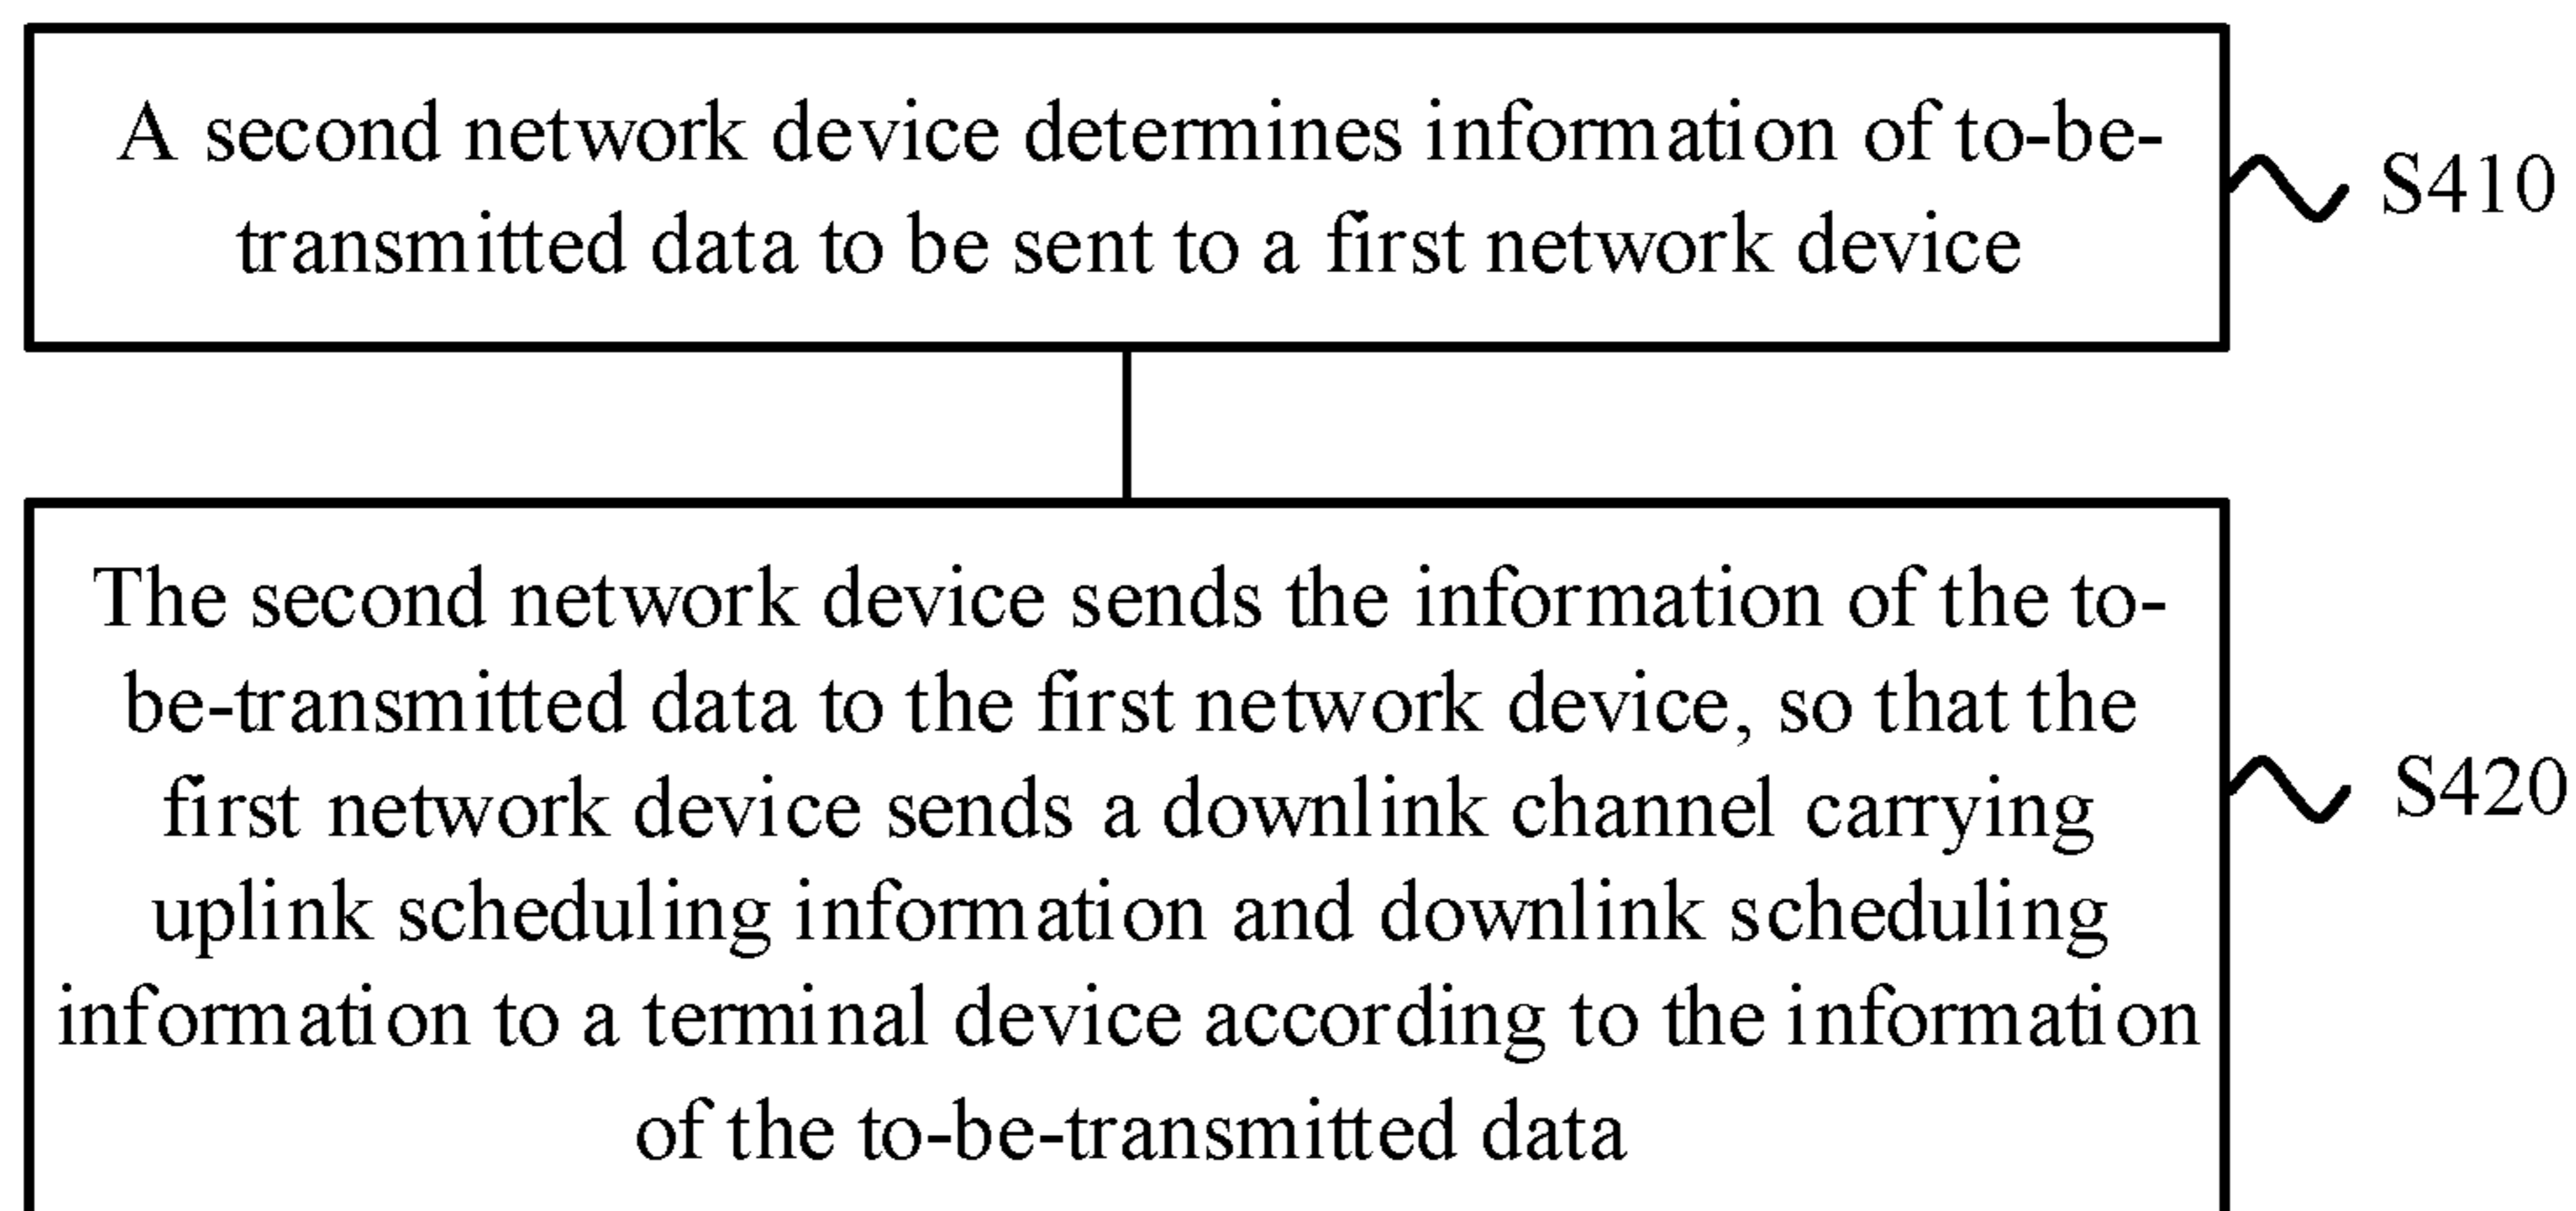 A second network device determines information of to-be-
transmitted data to be sent to a first network device
S410
The second network device sends the information of the to-
be-transmitted data to the first network device, so that the
first network device sends a downlink channel carrying
uplink scheduling information and downlink scheduling
information to a terminal device according to the information
of the to-be-transmitted data
S420